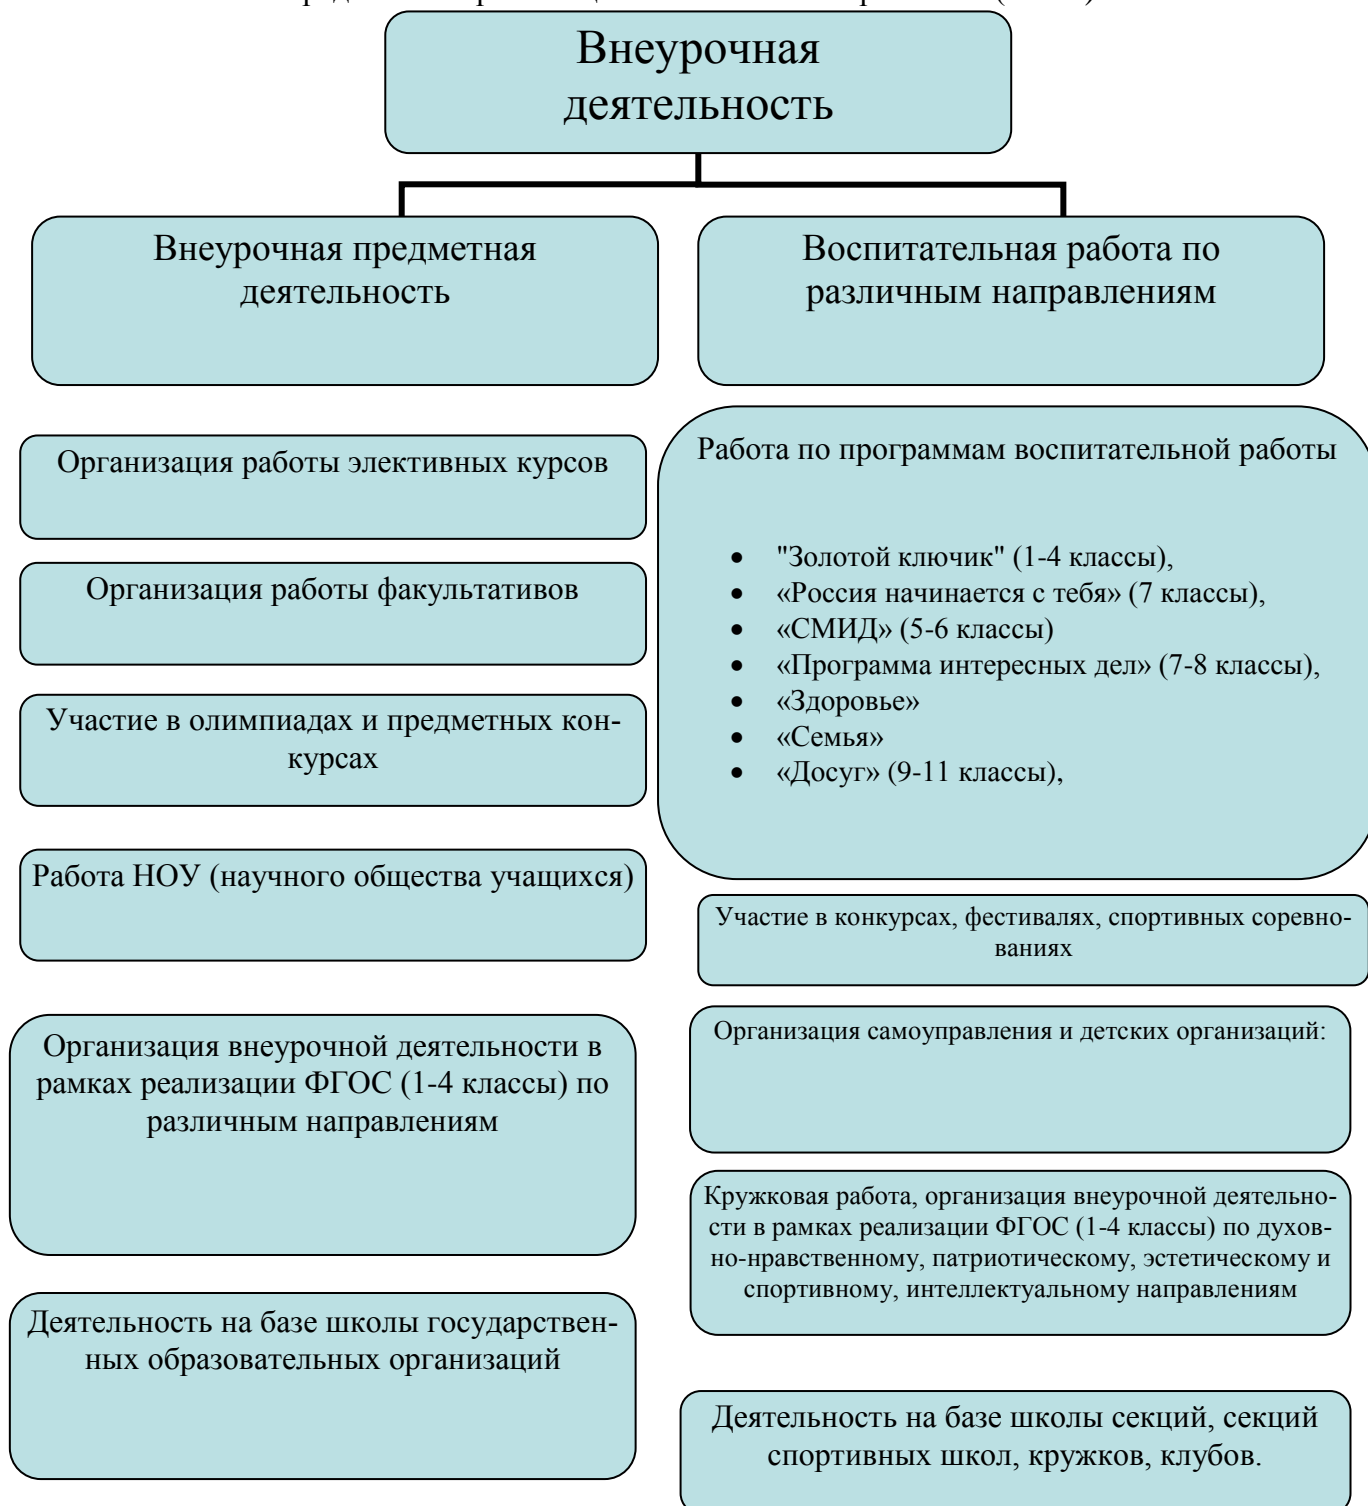 Внеурочная
деятельность
Внеурочная предметная
деятельность
Воспитательная работа по
различным направлениям
Организация работы элективных курсов
Организация работы факультативов
Участие в олимпиадах и предметных кон-
курсах
Работа НОУ (научного общества учащихся)
Организация внеурочной деятельности в
рамках реализации ФГОС (1-4 классы) по
различным направлениям
Деятельность на базе школы государствен-
ных образовательных организаций
Работа по программам воспитательной работы
• "Золотой ключик" (1-4 классы),
• «Россия начинается с тебя» (7 классы),
• «СМИД» (5-6 классы)
• «Программа интересных дел» (7-8 классы),
• «Здоровье»
• «Семья»
• «Досуг» (9-11 классы),
Участие в конкурсах, фестивалях, спортивных соревно-
ваниях
Организация самоуправления и детских организаций:
Кружковая работа, организация внеурочной деятельно-
сти в рамках реализации ФГОС (1-4 классы) по духов-
но-нравственному, патриотическому, эстетическому и
спортивному, интеллектуальному направлениям
Деятельность на базе школы секций, секций
спортивных школ, кружков, клубов.